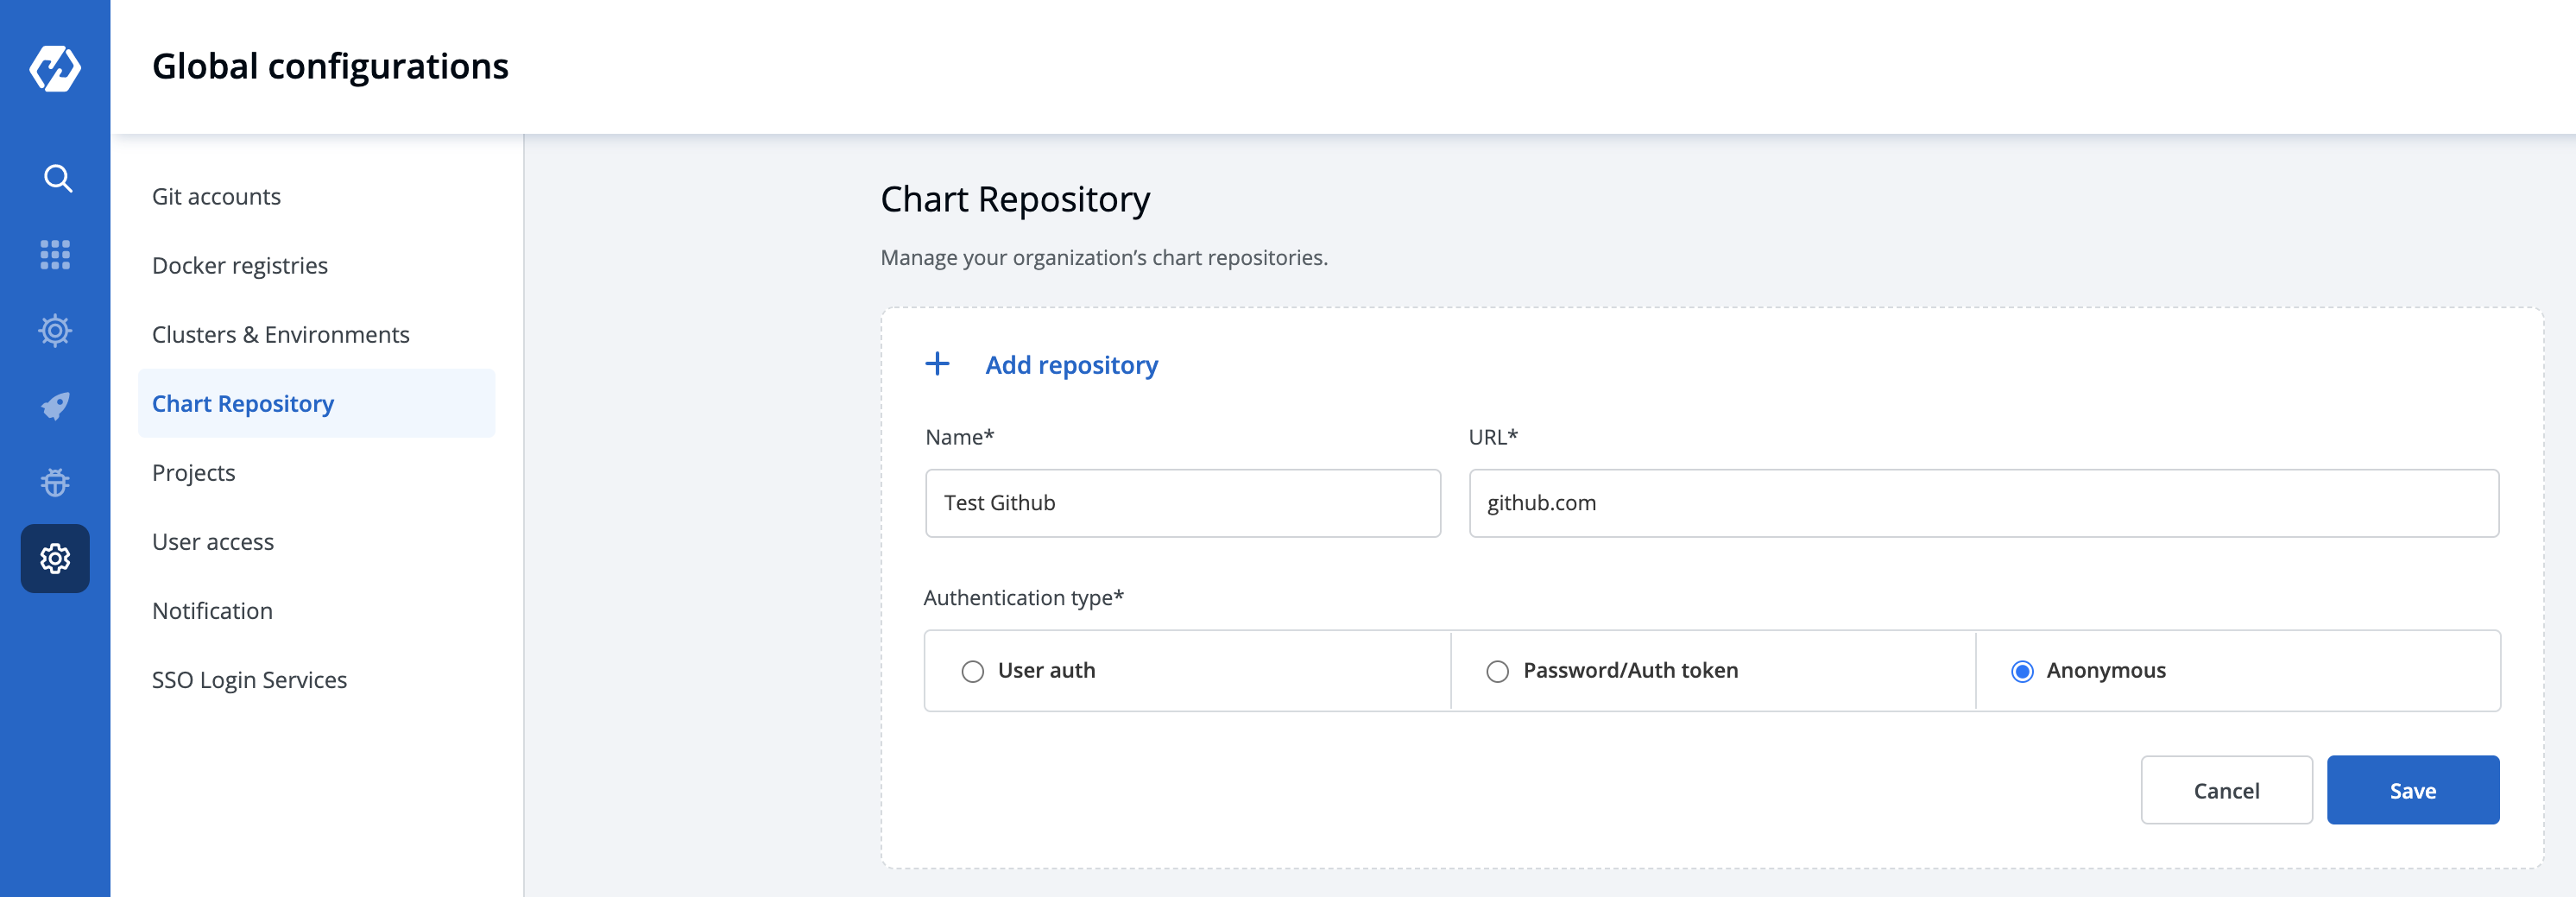 Global configurations
Git accounts
Docker registries
Clusters & Environments
Chart Repository
Projects
User access
Notification
SSO Login Services
Chart Repository
Manage your organization’s chart repositories.
Add repository
Name* URL*
Test Github github.com
Authentication type*
User auth Password/Auth token Anonymous
Cancel Save